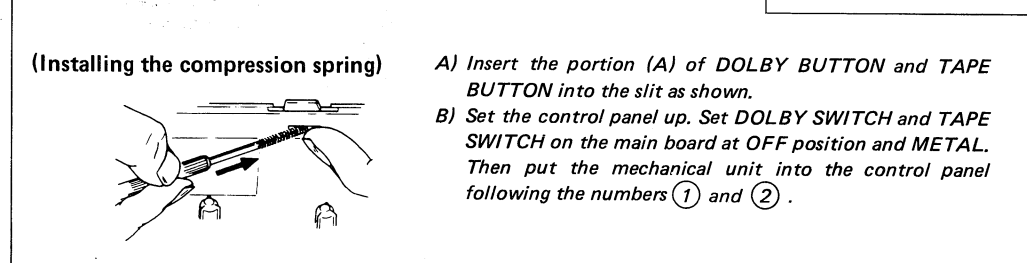 (Installing the compression spring)
A) Insert the portion (A) of DOLBY BUTTON and TAPE
BUTTON into the slit as shown.
B) Set the control panel up. Set DOLBY SWITCH and TAPE
SWITCH on the main board at OFF position and METAL.
Then put the mechanical unit into the control panel
following the numbers ① and ② .